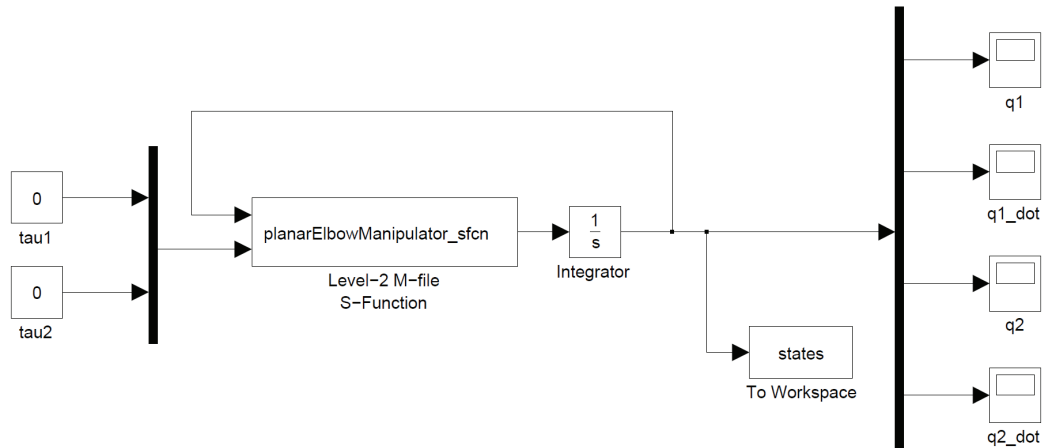 0
tau1
0
tau2
planarElbowManipulator_sfcn
Level−2 M−file
S−Function
1
s
Integrator
states
To Workspace
q1
q1_dot
q2
q2_dot